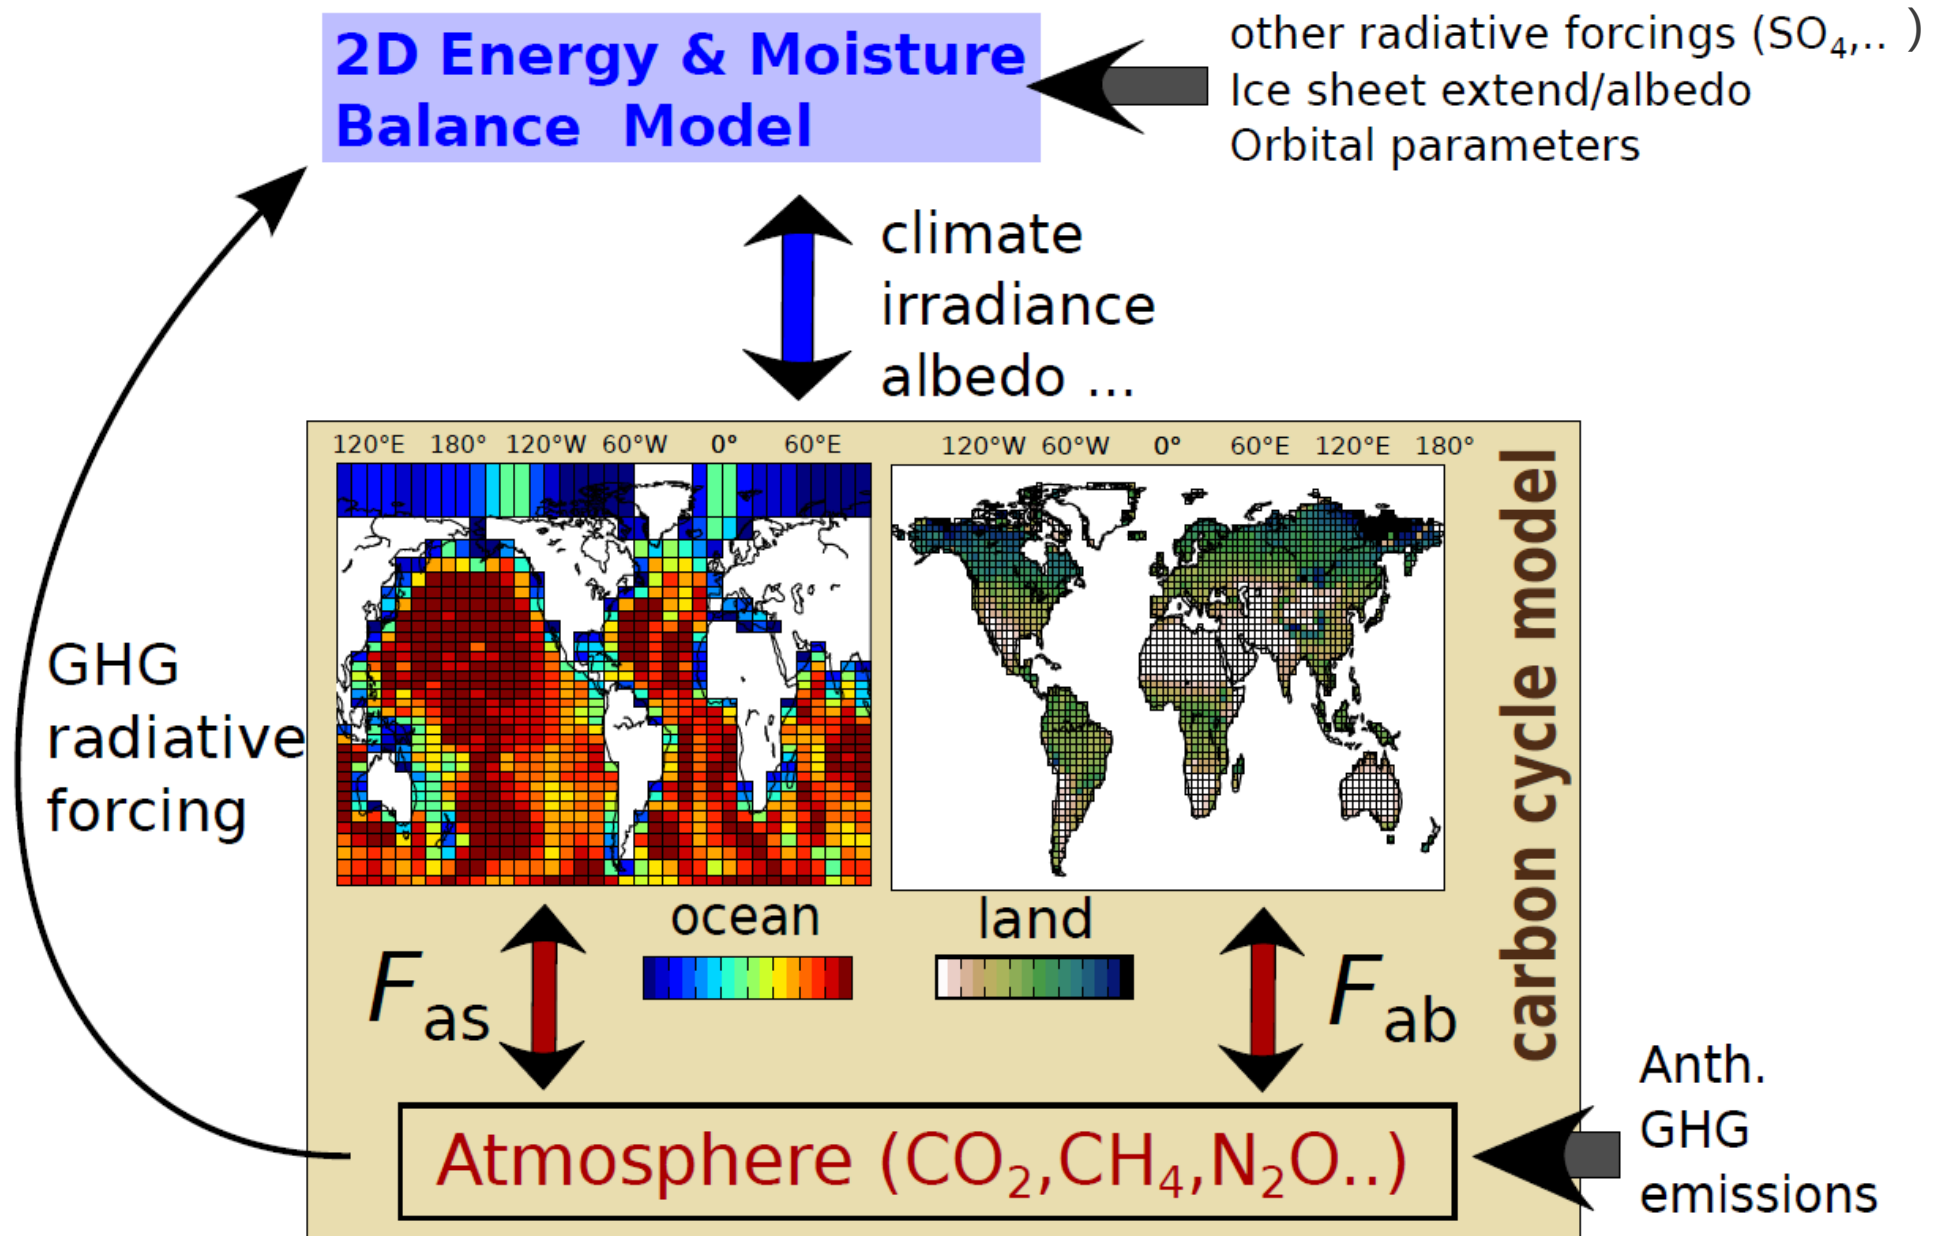 2D Energy & Moisture
Balance Model
other radiative forcings (SO₄,.. )
Ice sheet extend/albedo
Orbital parameters
climate
irradiance
albedo ...
GHG
radiative
forcing
120°E 180° 120°W 60°W 0° 60°E
120°W 60°W 0° 60°E 120°E 180°
carbon cycle model
ocean
land
F_as
F_ab
Atmosphere (CO₂,CH₄,N₂O..)
Anth.
GHG
emissions